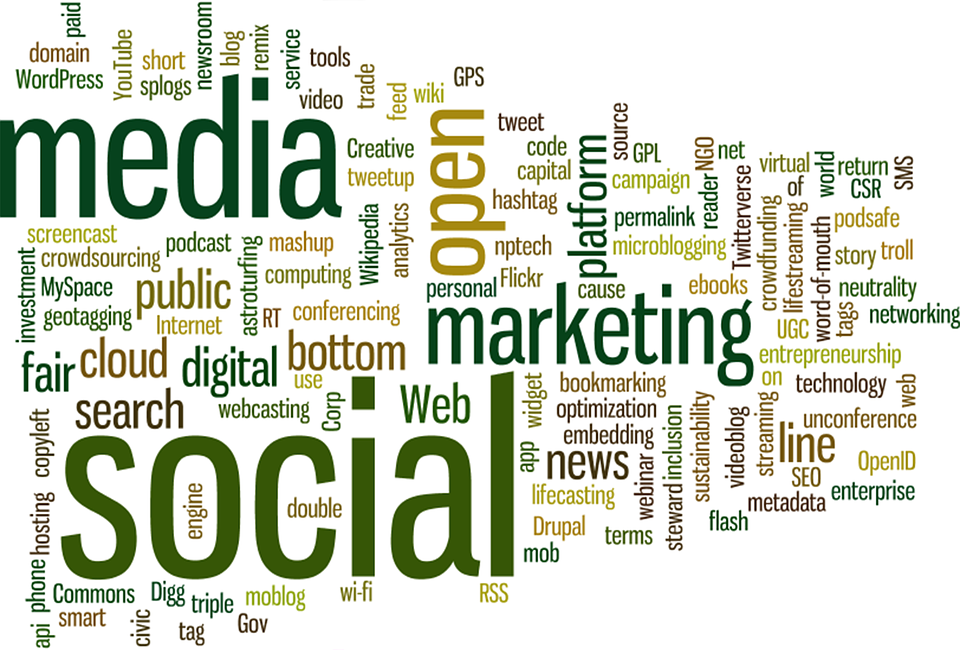 paid
domain
YouTube
short
newsroom
blog
remix
service
tools
WordPress
splogs
video
trade
feed
wiki
GPS
media
Creative
tweetup
open
tweet
code
capital
hashtag
platform
source
GPL
NGO
net
campaign
reader
permalink
microblogging
Twitterverse
virtual
of
world
return
CSR
SMS
crowdfunding
lifestreaming
word-of-mouth
podsafe
story
troll
neutrality
tags
networking
UGC
entrepreneurship
screencast
crowdsourcing
podcast
astroturfing
mashup
computing
Wikipedia
analytics
nptech
Flickr
cause
ebooks
personal
investment
MySpace
geotagging
public
Internet
RT
conferencing
marketing
fair
cloud
digital
bottom
use
search
webcasting
Corp
Web
widget
bookmarking
optimization
embedding
on
technology
web
unconference
copyleft
social
app
news
webinar
steward
inclusion
sustainability
videoblog
streaming
line
SEO
OpenID
metadata
enterprise
lifecasting
Drupal
terms
flash
mob
engine
double
hosting
phone
api
Commons
smart
civic
Digg
triple
tag
moblog
Gov
wi-fi
RSS